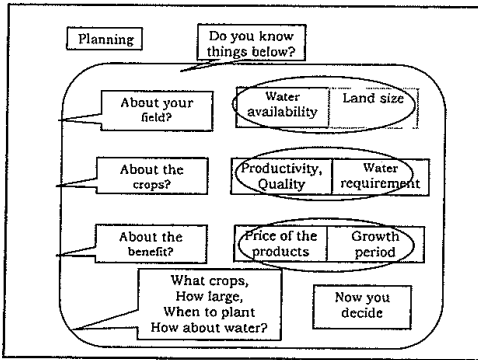 Planning
Do you know
things below?
About your
field?
Water
availability
Land size
About the
crops?
Productivity,
Quality
Water
requirement
About the
benefit?
Price of the
products
Growth
period
What crops,
How large,
When to plant
How about water?
Now you
decide